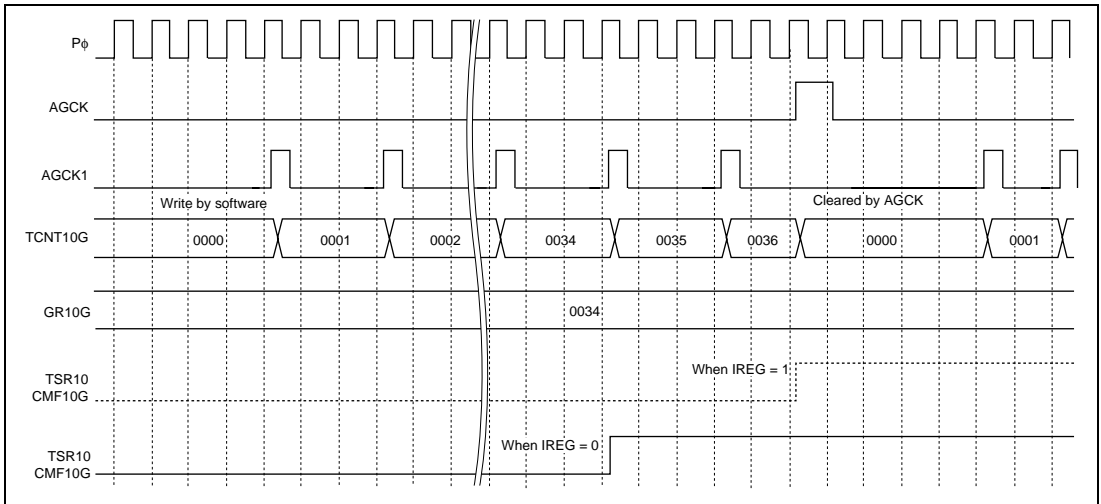 Pϕ
AGCK
AGCK1
Write by software
Cleared by AGCK
TCNT10G
0000
0001
0002
0034
0035
0036
0000
0001
GR10G
0034
TSR10
CMF10G
When IREG = 1
TSR10
CMF10G
When IREG = 0